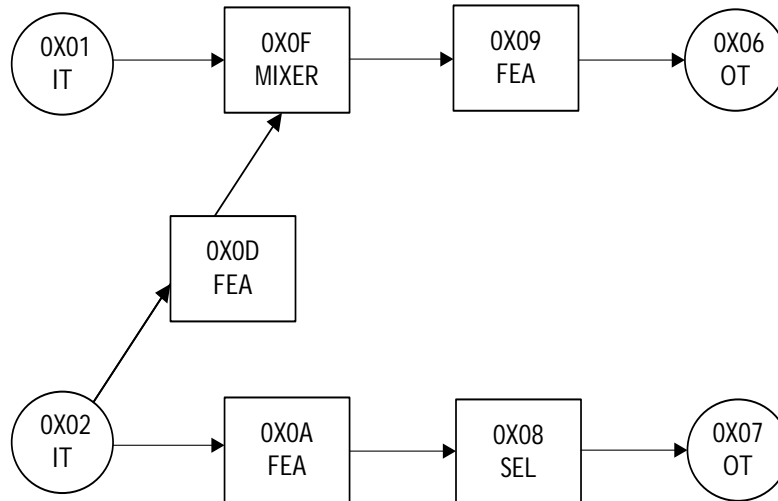 0X01
IT
0X0F
MIXER
0X09
FEA
0X06
OT
0X0D
FEA
0X02
IT
0X0A
FEA
0X08
SEL
0X07
OT